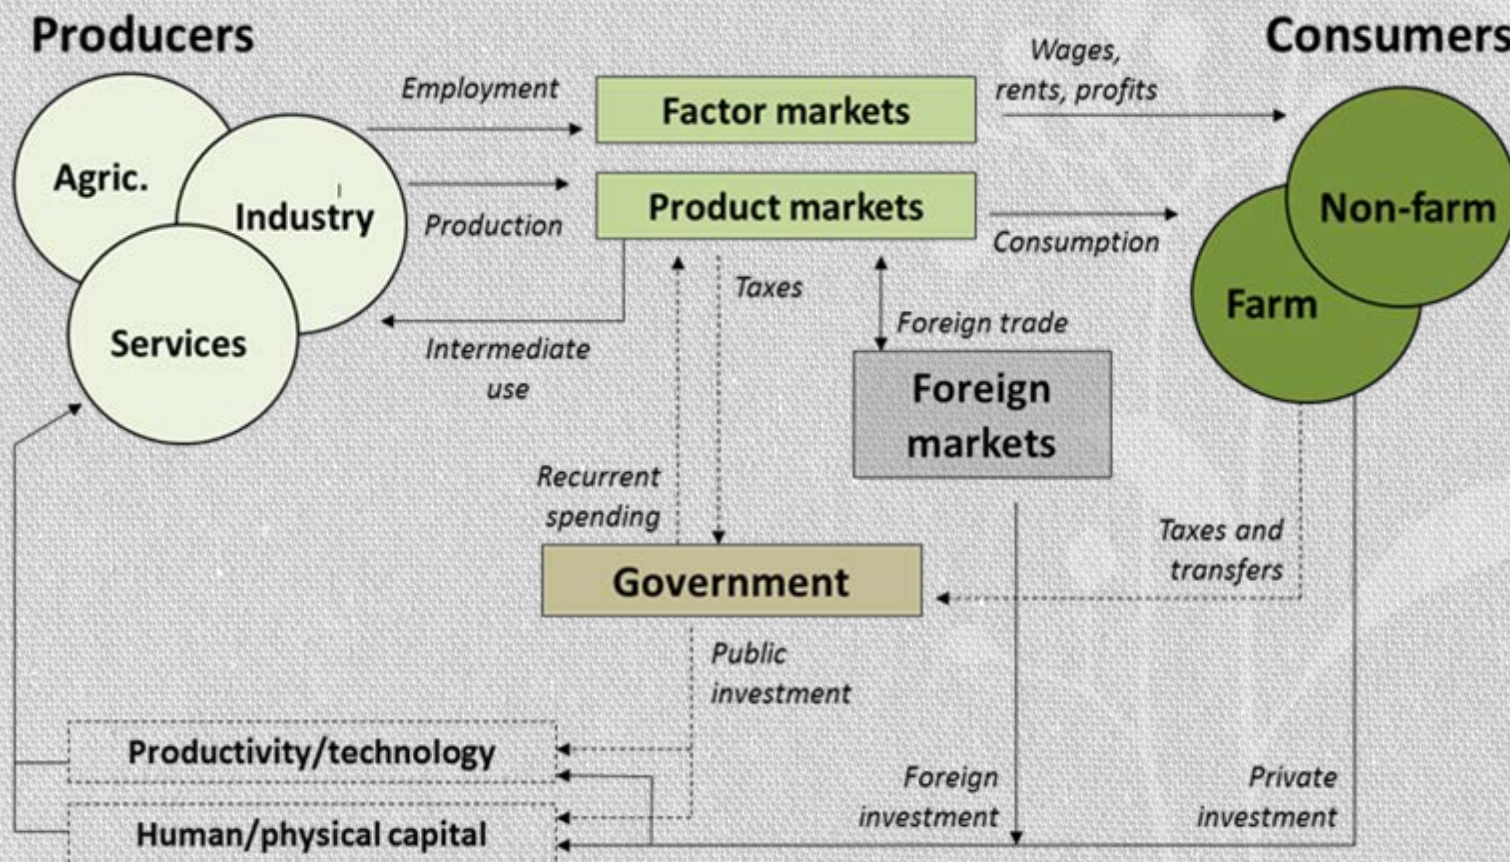 Producers
Consumers
Employment
Factor markets
Wages,
rents, profits
Agric.
Industry
Production
Product markets
Consumption
Non-farm
Farm
Services
Taxes
Foreign trade
Intermediate
use
Foreign
markets
Recurrent
spending
Taxes and
transfers
Government
Public
investment
Productivity/technology
Foreign
investment
Private
investment
Human/physical capital